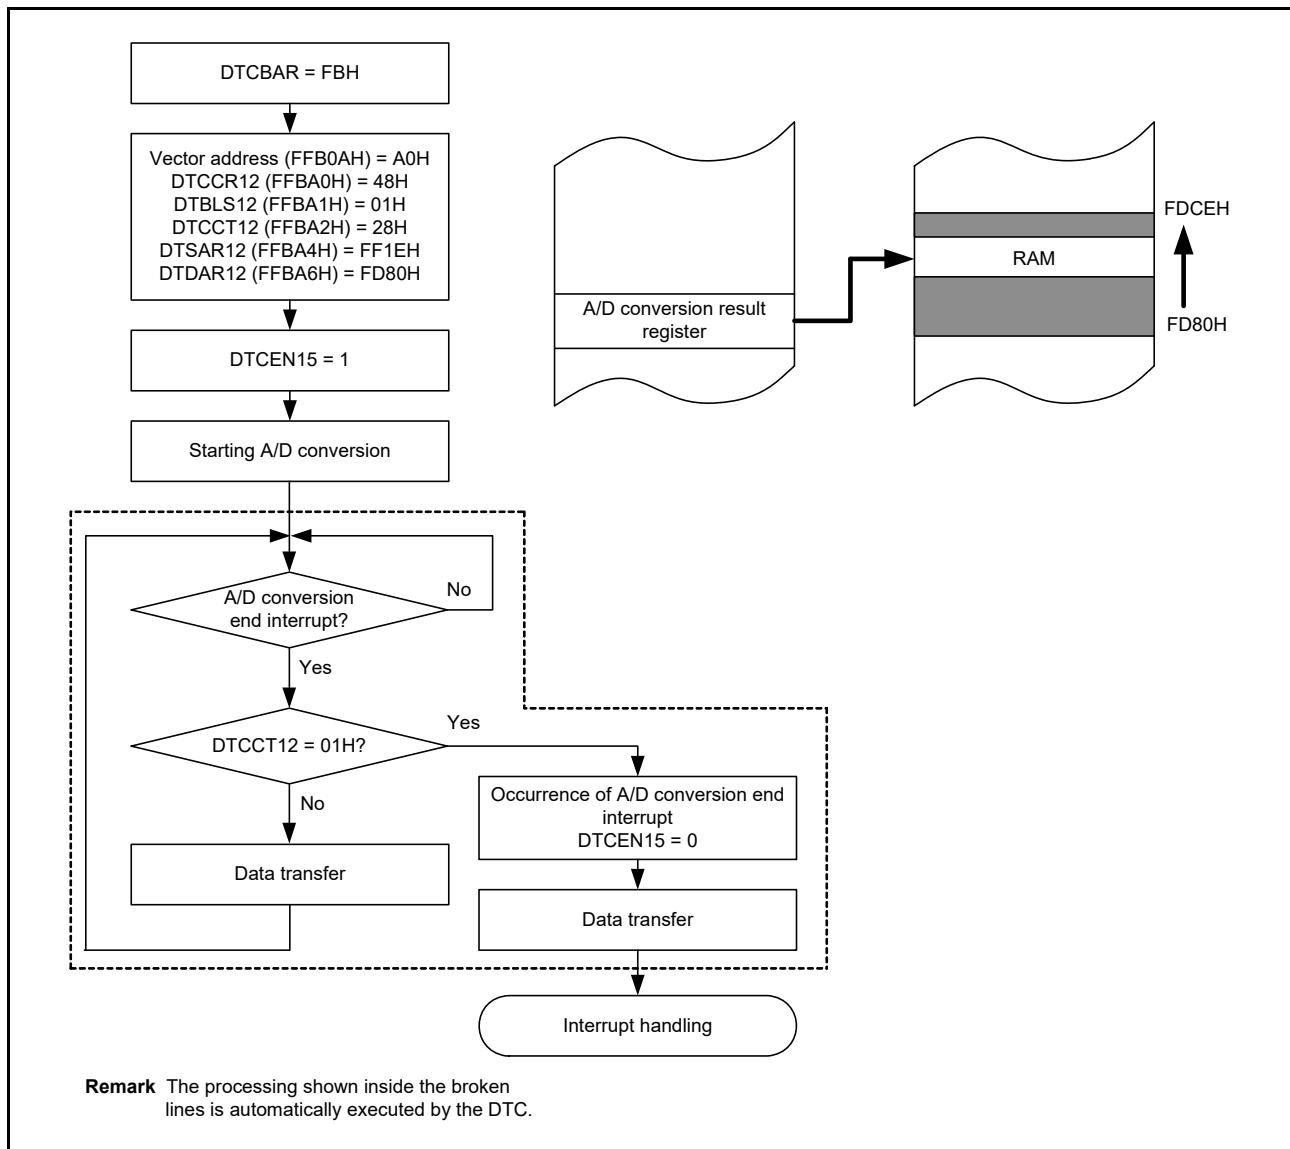 DTCBAR = FBH
Vector address (FFB0AH) = A0H
DTCCR12 (FFBA0H) = 48H
DTBLS12 (FFBA1H) = 01H
DTCCT12 (FFBA2H) = 28H
DTSAR12 (FFBA4H) = FF1EH
DTDAR12 (FFBA6H) = FD80H
DTCEN15 = 1
Starting A/D conversion
A/D conversion
end interrupt?
No
Yes
DTCCT12 = 01H?
Yes
No
Data transfer
Occurrence of A/D conversion end
interrupt
DTCEN15 = 0
Data transfer
Interrupt handling
A/D conversion result
register
RAM
FDCEH
FD80H
Remark The processing shown inside the broken
lines is automatically executed by the DTC.